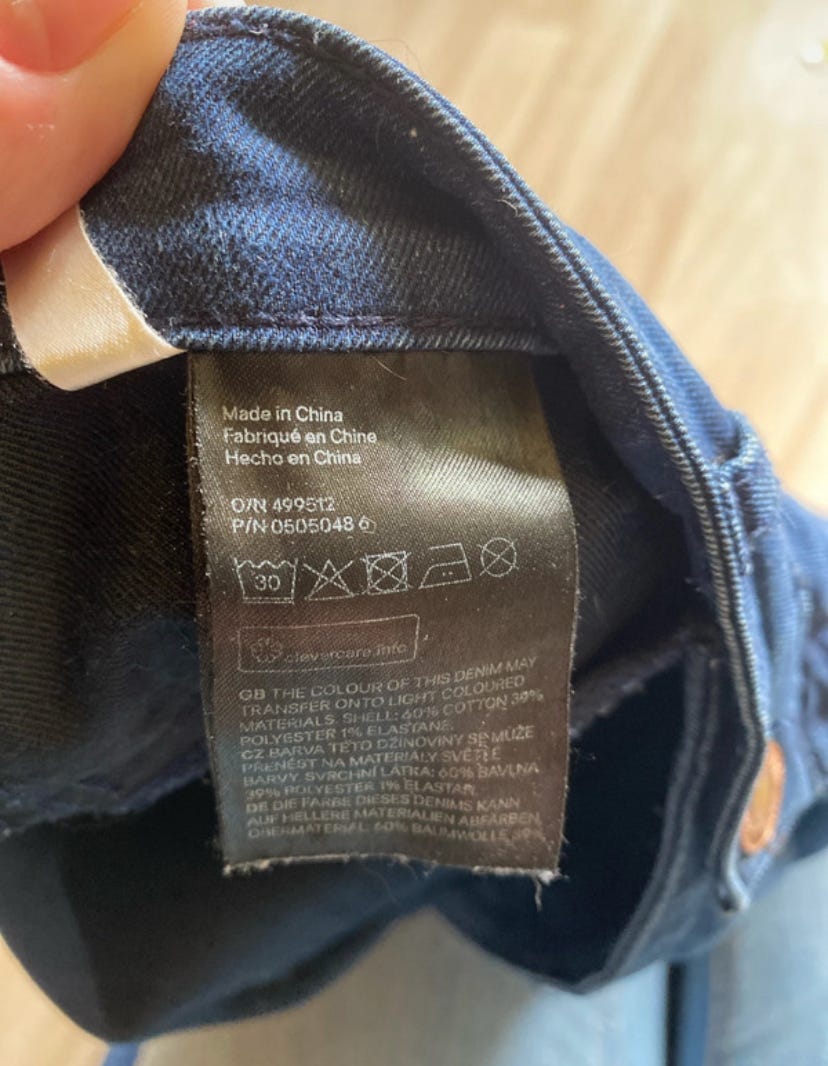 Made in China
Fabriqué en Chine
Hecho en China
O/N 499512
P/N 0505048 6
30
clevercare.info
GB THE COLOUR OF THIS DENIM MAY
TRANSFER ONTO LIGHT COLOURED
MATERIALS. SHELL: 60% COTTON 39%
POLYESTER 1% ELASTANE.
CZ BARVA TÉTO DŽÍNOVINY SE MŮŽE
PŘENÉST NA MATERIÁLY SVĚTLÉ
BARVY. SVRCHNÍ LÁTKA: 60% BAVLNA
39% POLYESTER 1% ELASTAN.
DE DIE FARBE DIESES DENIMS KANN
AUF HELLERE MATERIALIEN ABFÄRBEN.
OBERMATERIAL: 60% BAUMWOLLE 39%